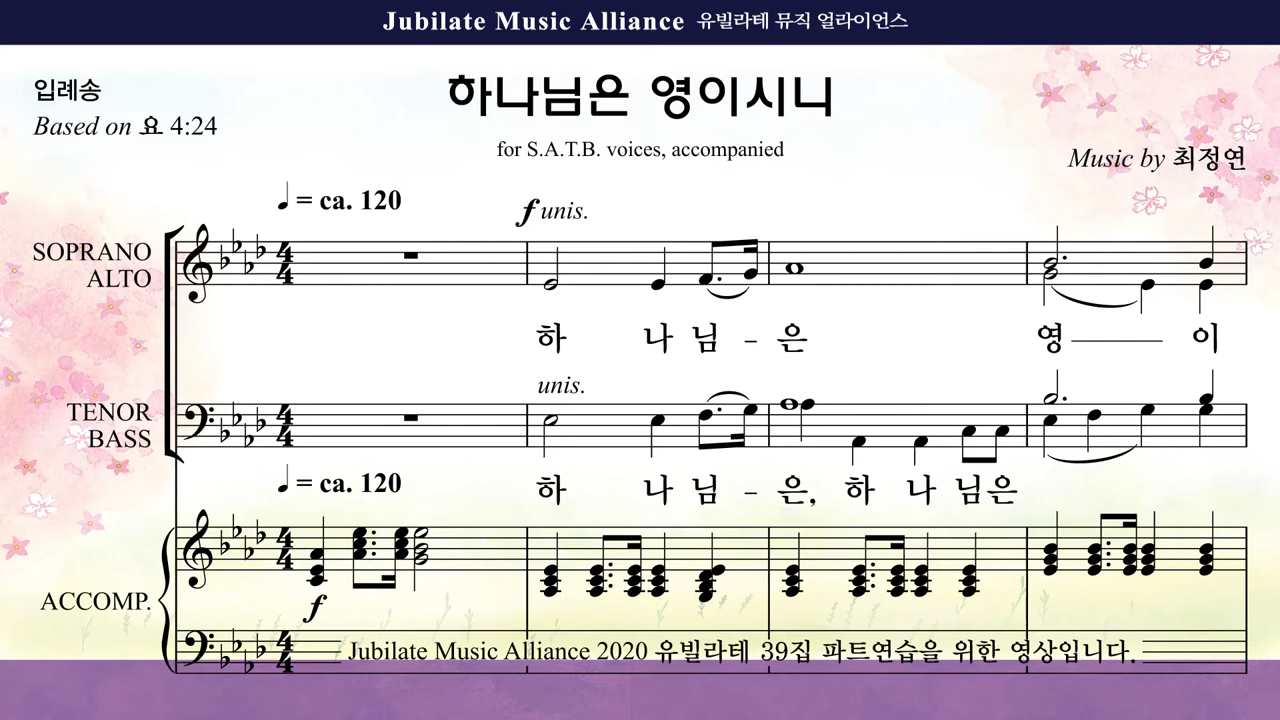 Jubilate Music Alliance 유빌라테 뮤직 얼라이언스
입례송
하나님은 영이시니
Based on 요 4:24
for S.A.T.B. voices, accompanied
Music by 최정연
♩ = ca. 120
f unis.
SOPRANO
ALTO
하 나 님 - 은 영 이
unis.
TENOR
BASS
♩ = ca. 120
하 나 님 - 은, 하 나 님 은
ACCOMP.
f
Jubilate Music Alliance 2020 유빌라테 39집 파트연습을 위한 영상입니다.